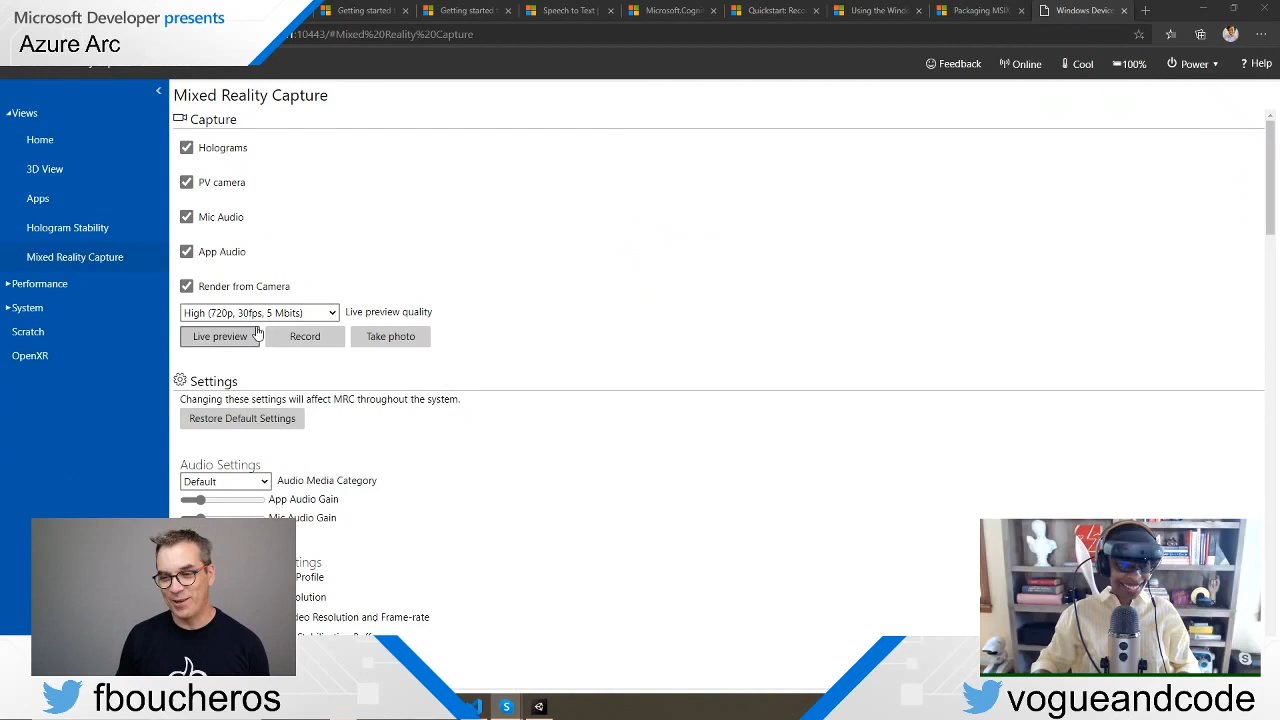 Microsoft Developer presents
Azure Arc
Getting started
Getting started
Speech to Text |
Microsoft.Cogni
Quickstart: Recc
Using the Windo
Packaging MSD
Windows Device
:10443/#Mixed%20Reality%20Capture
Feedback
Online
Cool
100%
Power
Help
Views
Home
3D View
Apps
Hologram Stability
Mixed Reality Capture
Performance
System
Scratch
OpenXR
Mixed Reality Capture
Capture
Holograms
PV camera
Mic Audio
App Audio
Render from Camera
High (720p, 30fps, 5 Mbits) Live preview quality
Live preview Record Take photo
Settings
Changing these settings will affect MRC throughout the system.
Restore Default Settings
Audio Settings
Default Audio Media Category
App Audio Gain
Mic Audio Gain
ttings
Profile
olution
deo Resolution and Frame-rate
fboucheros
vogueandcode